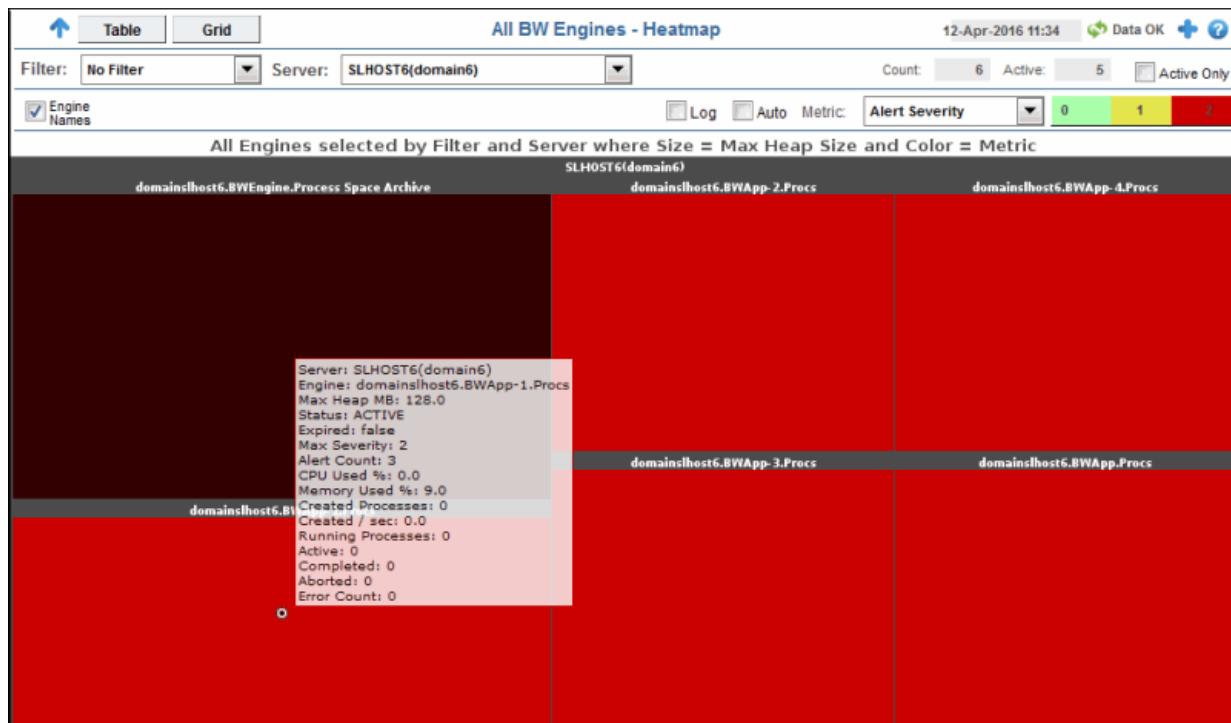 Table Grid All BW Engines - Heatmap 12-Apr-2016 11:34 Data OK
Filter: No Filter Server: SLHOST6(domain6) Count: 6 Active: 5 Active Only
Engine Names Log Auto Metric: Alert Severity 0 1 2
All Engines selected by Filter and Server where Size = Max Heap Size and Color = Metric
SLHOST6(domain6)
domainslhost6.BWEngine.Process Space Archive domainslhost6.BWApp-2.Procs domainslhost6.BWApp-4.Procs
Server: SLHOST6(domain6)
Engine: domainslhost6.BWApp-1.Procs
Max Heap MB: 128.0
Status: ACTIVE
Expired: false
Max Severity: 2
Alert Count: 3
CPU Used %: 0.0
Memory Used %: 9.0
Created Processes: 0
Created / sec: 0.0
Running Processes: 0
Active: 0
Completed: 0
Aborted: 0
Error Count: 0
domainslhost6.BWApp-3.Procs domainslhost6.BWApp.Procs